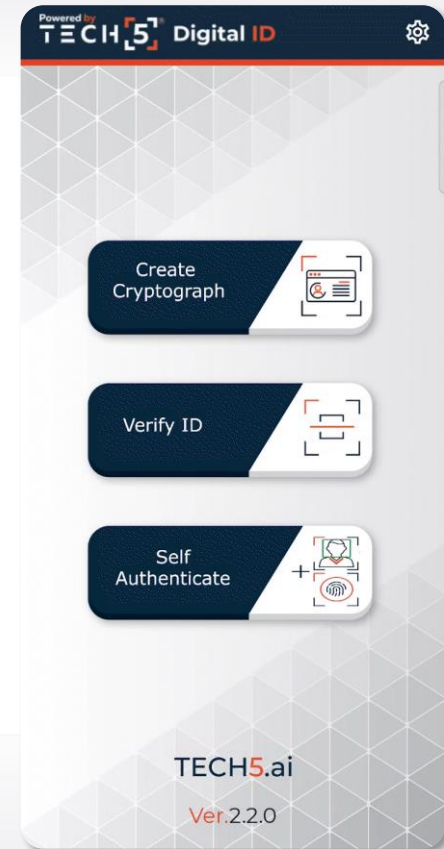 Powered by
TECH5® Digital ID
Create
Cryptograph
Verify ID
Self
Authenticate
TECH5.ai
Ver.2.2.0